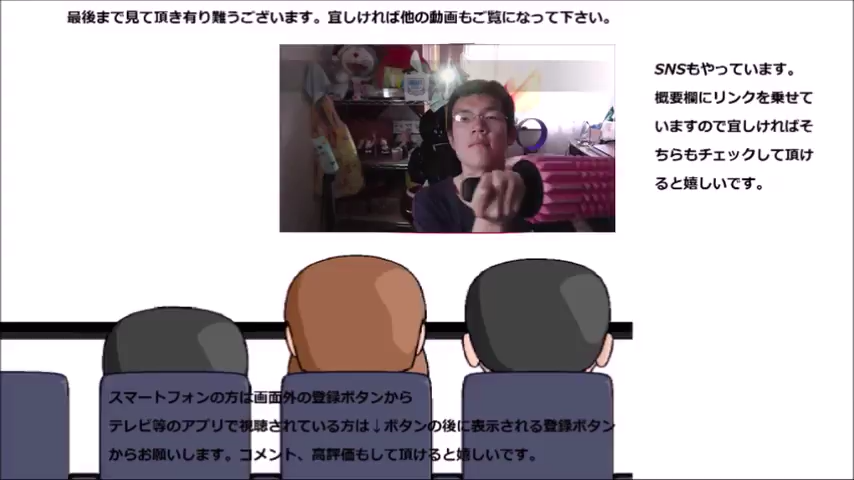 最後まで見て頂き有り難うございます。宜しければ他の動画もご覧になって下さい。
SNSもやっています。
概要欄にリンクを乗せて
いますので宜しければそ
ちらもチェックして頂け
ると嬉しいです。
スマートフォンの方は画面外の登録ボタンから
テレビ等のアプリで視聴されている方は↓ボタンの後に表示される登録ボタン
からお願いします。コメント、高評価もして頂けると嬉しいです。